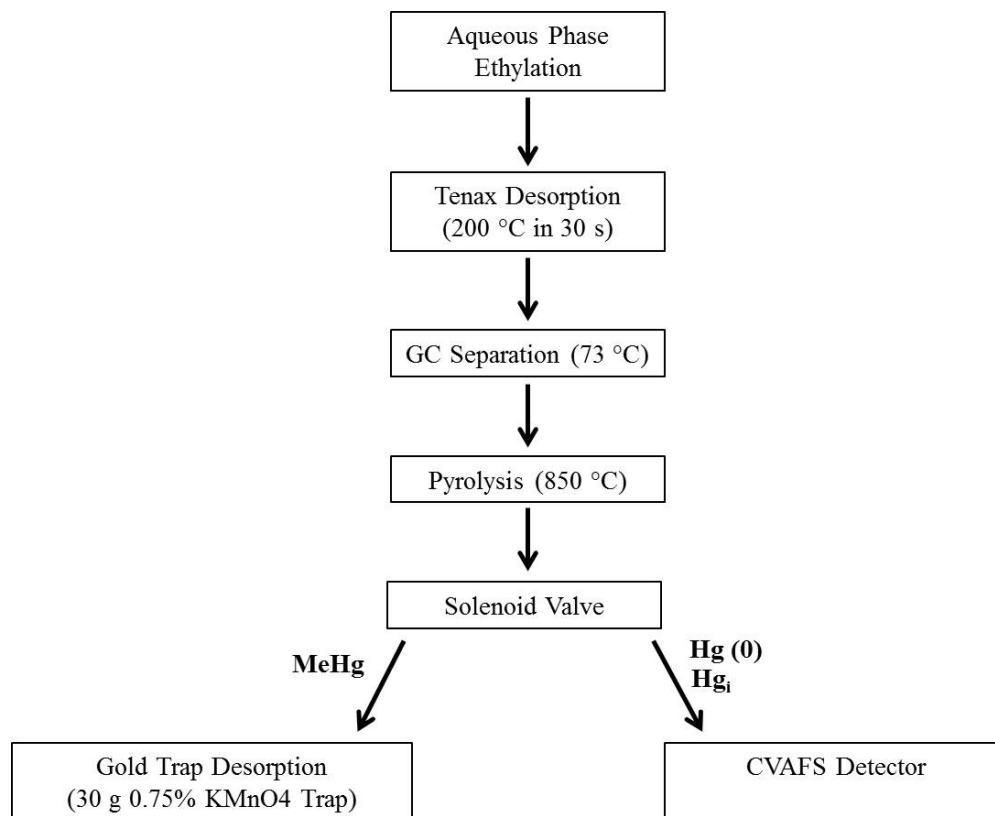 Aqueous Phase
Ethylation
Tenax Desorption
(200 °C in 30 s)
GC Separation (73 °C)
Pyrolysis (850 °C)
Solenoid Valve
MeHg
Hg (0)
Hgᵢ
Gold Trap Desorption
(30 g 0.75% KMnO4 Trap)
CVAFS Detector